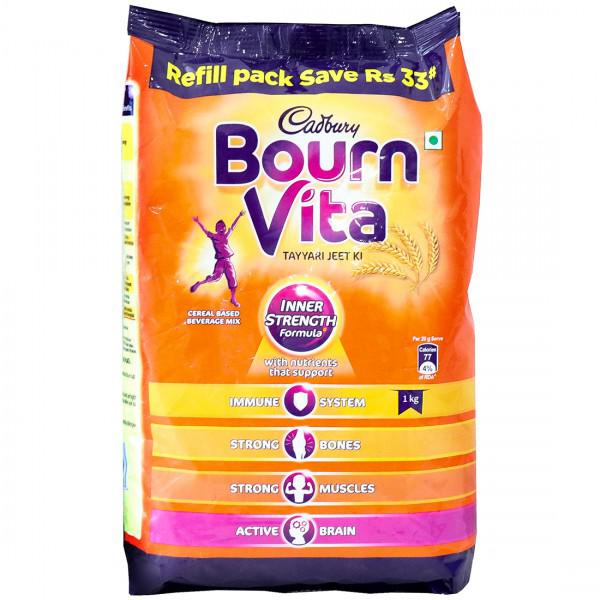 Refill pack Save Rs 33#
Cadbury
Bourn
Vita
TAYYARI JEET KI
CEREAL BASED
BEVERAGE MIX
INNER
STRENGTH
Formula
with nutrients
that support
Per 20 g Serve
Calories
77
4%
of RDA*
IMMUNE SYSTEM
1 kg
STRONG BONES
STRONG MUSCLES
ACTIVE BRAIN